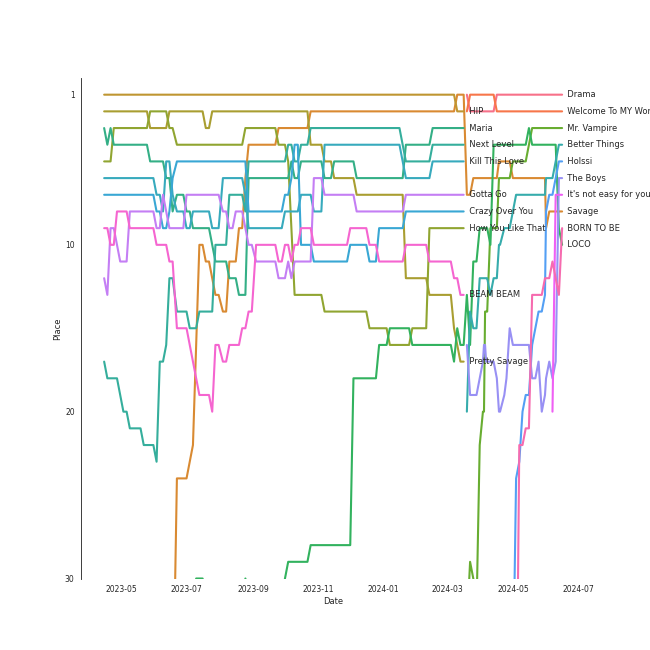 1
10
20
30
Place
2023-05
2023-07
2023-09
2023-11
2024-01
2024-03
2024-05
2024-07
Date
HIP
Maria
Next Level
Kill This Love
Gotta Go
Crazy Over You
How You Like That
BEAM BEAM
Pretty Savage
Drama
Welcome To MY Wor
Mr. Vampire
Better Things
Holssi
The Boys
It's not easy for you
Savage
BORN TO BE
LOCO